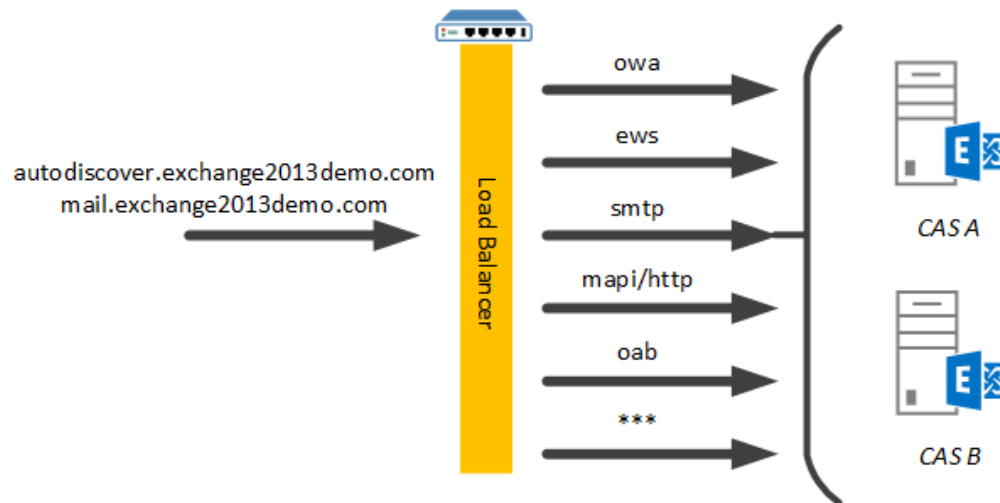 autodiscover.exchange2013demo.com
mail.exchange2013demo.com
Load Balancer
owa
ews
smtp
mapi/http
oab
***
E
CAS A
E
CAS B